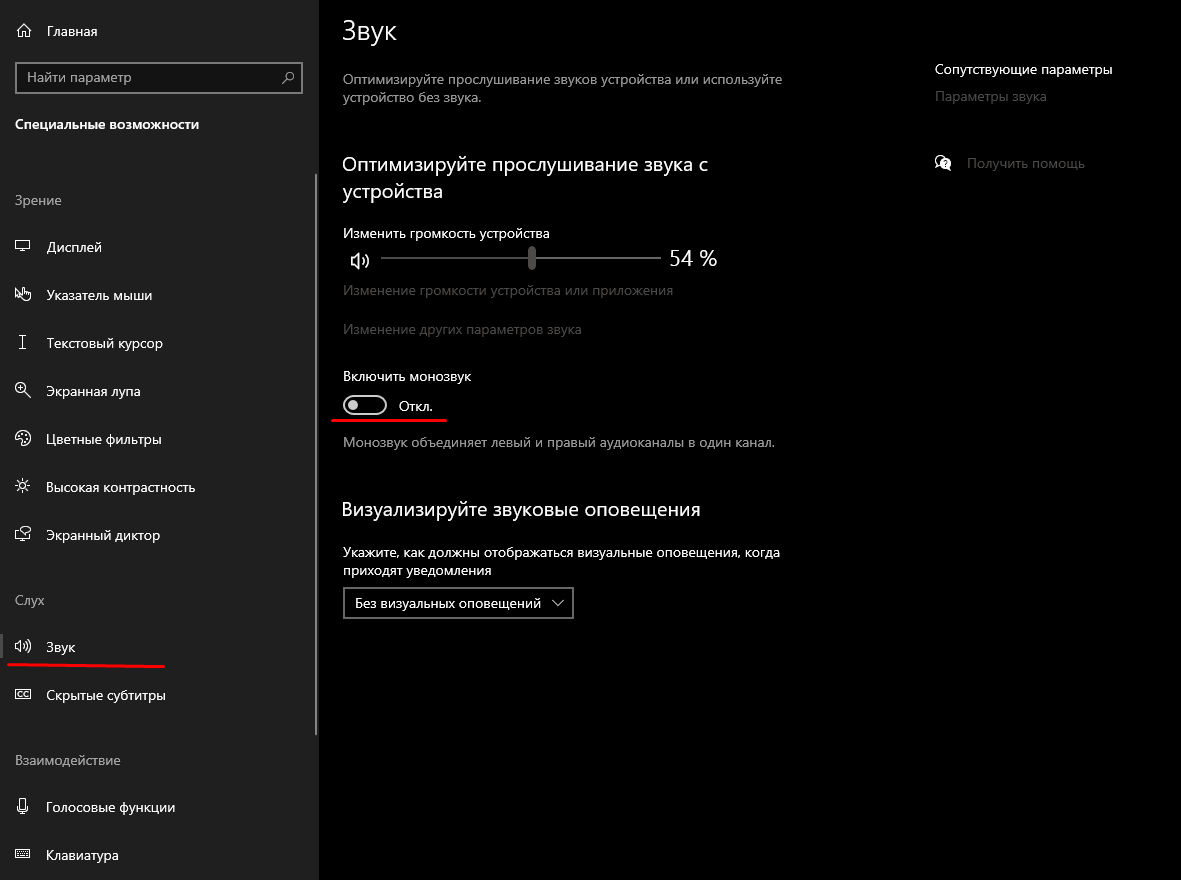 Главная
Найти параметр
Специальные возможности
Зрение
Дисплей
Указатель мыши
Текстовый курсор
Экранная лупа
Цветные фильтры
Высокая контрастность
Экранный диктор
Слух
Звук
Скрытые субтитры
Взаимодействие
Голосовые функции
Клавиатура
Звук
Оптимизируйте прослушивание звуков устройства или используйте
устройство без звука.
Оптимизируйте прослушивание звука с
устройства
Изменить громкость устройства
54 %
Изменение громкости устройства или приложения
Изменение других параметров звука
Включить монозвук
Откл.
Монозвук объединяет левый и правый аудиоканалы в один канал.
Визуализируйте звуковые оповещения
Укажите, как должны отображаться визуальные оповещения, когда
приходят уведомления
Без визуальных оповещений
Сопутствующие параметры
Параметры звука
Получить помощь